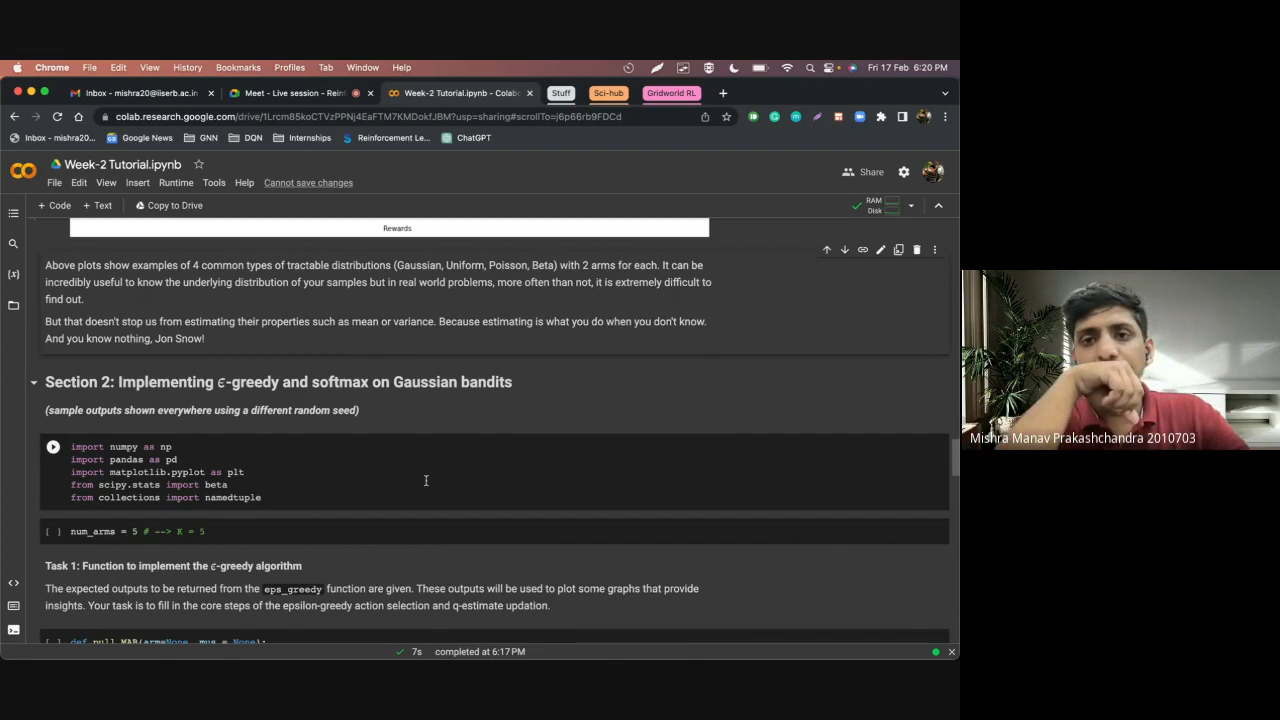 Chrome File Edit View History Bookmarks Profiles Tab Window Help Fri 17 Feb 6:20 PM
Inbox - mishra20@iiserb.ac.in Meet - Live session - Rein Week-2 Tutorial.ipynb - Colab Stuff Sci-hub Gridworld RL
colab.research.google.com/drive/1Lrcm85koCTVzPPNj4EaFTM7KMDokfJBM?usp=sharing#scrollTo=j6p66rb9FDCd
Inbox - mishra20... Google News GNN DQN Internships Reinforcement Le... ChatGPT
Week-2 Tutorial.ipynb
File Edit View Insert Runtime Tools Help Cannot save changes
Share
+ Code + Text Copy to Drive
RAM
Disk
Rewards
Above plots show examples of 4 common types of tractable distributions (Gaussian, Uniform, Poisson, Beta) with 2 arms for each. It can be
incredibly useful to know the underlying distribution of your samples but in real world problems, more often than not, it is extremely difficult to
find out.
But that doesn't stop us from estimating their properties such as mean or variance. Because estimating is what you do when you don't know.
And you know nothing, Jon Snow!
Section 2: Implementing ϵ-greedy and softmax on Gaussian bandits
(sample outputs shown everywhere using a different random seed)
import numpy as np
import pandas as pd
import matplotlib.pyplot as plt
from scipy.stats import beta
from collections import namedtuple
[ ] num_arms = 5 # --> K = 5
Task 1: Function to implement the ϵ-greedy algorithm
The expected outputs to be returned from the eps_greedy function are given. These outputs will be used to plot some graphs that provide
insights. Your task is to fill in the core steps of the epsilon-greedy action selection and q-estimate updation.
[ ] def pull_MAB(arm=None, mus = None):
7s completed at 6:17 PM
Mishra Manav Prakashchandra 2010703